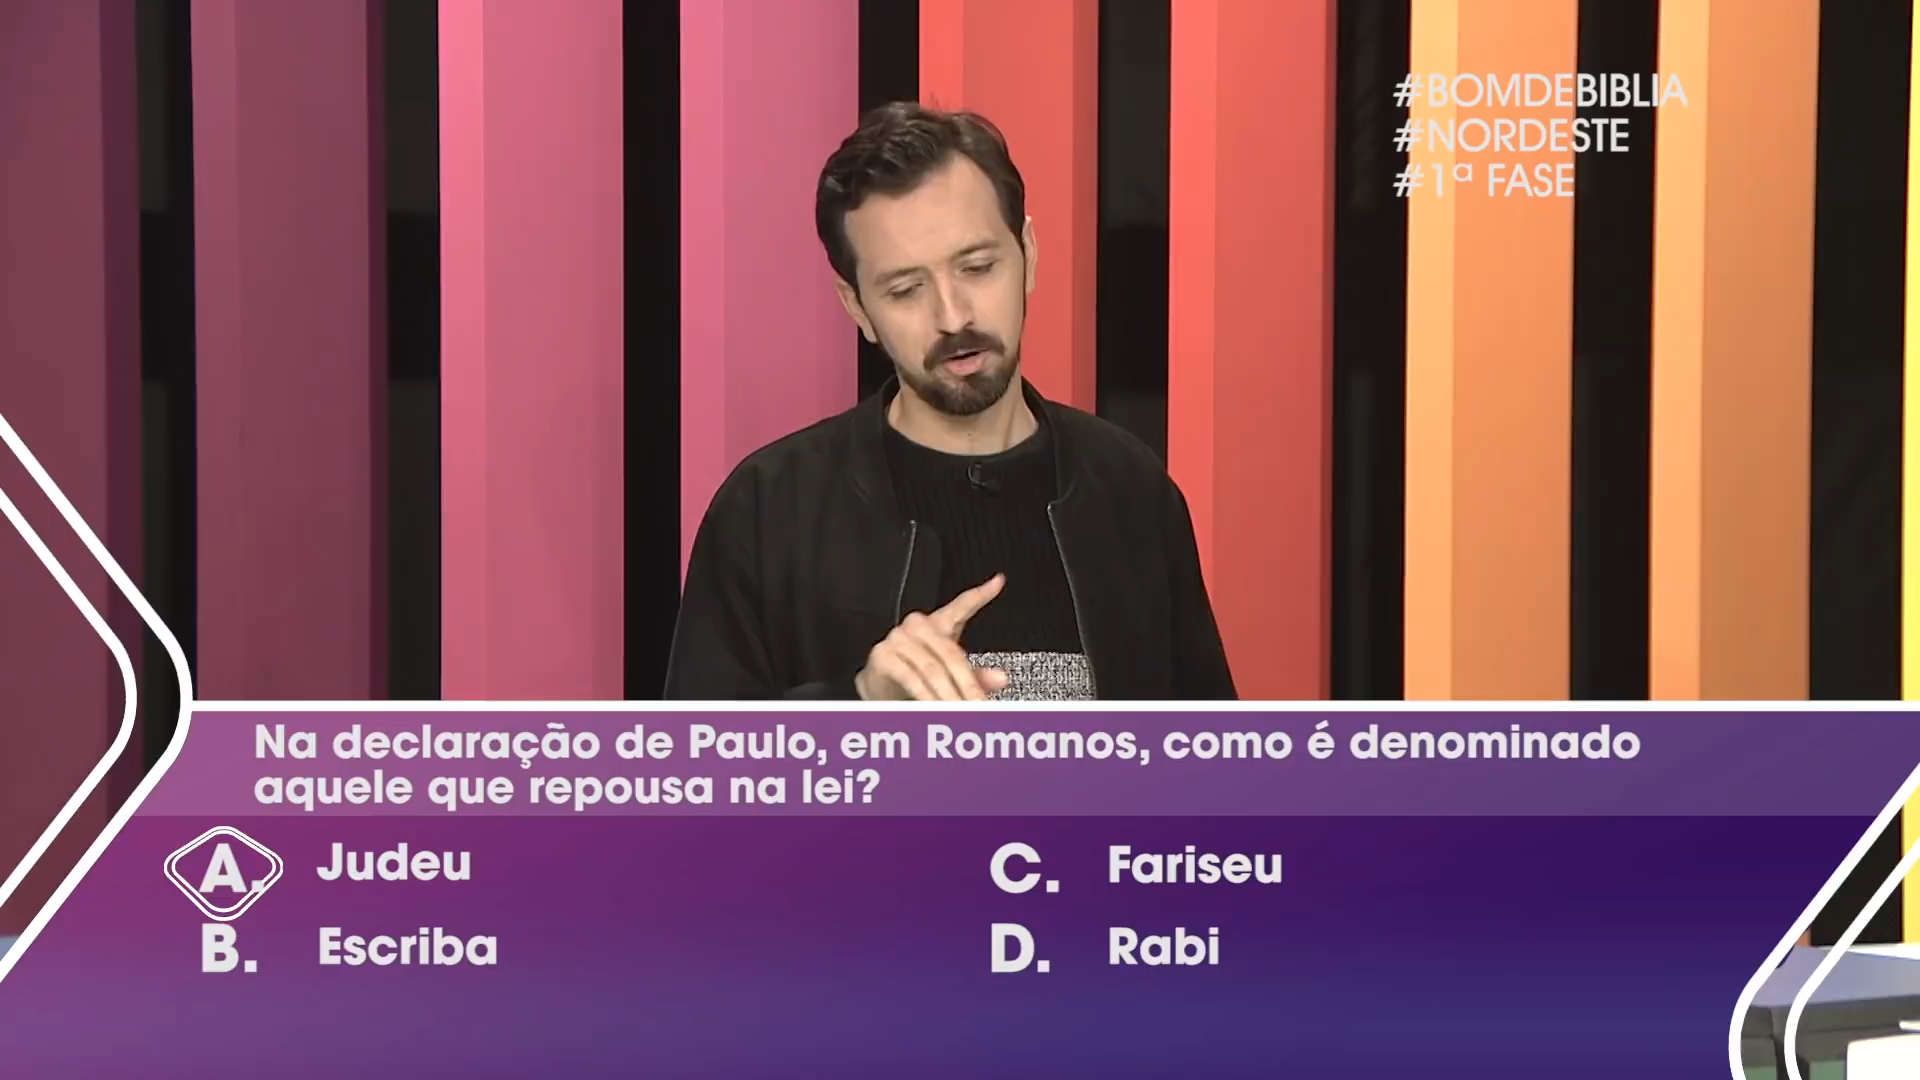 #BOMDEBIBLIA
#NORDESTE
#1ª FASE
Na declaração de Paulo, em Romanos, como é denominado
aquele que repousa na lei?
A. Judeu
B. Escriba
C. Fariseu
D. Rabi